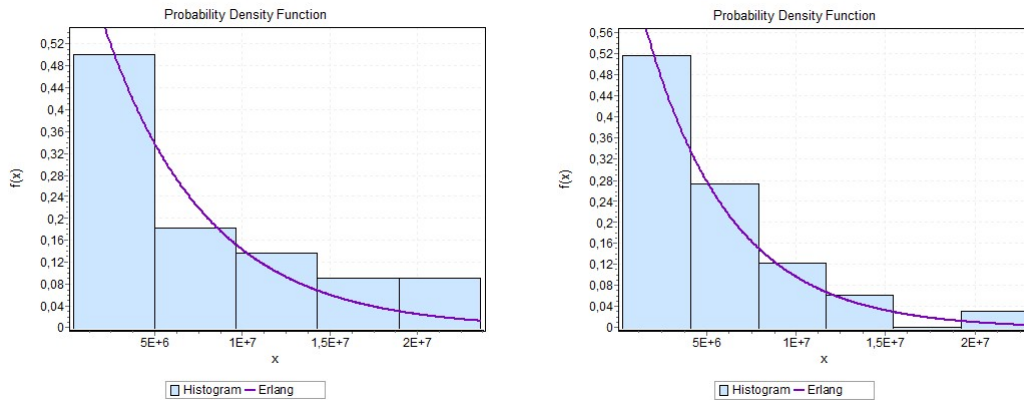 Probability Density Function
0,52
0,48
0,44
0,4
0,36
0,32
0,28
0,24
0,2
0,16
0,12
0,08
0,04
0
f(x)
5E+6 1E+7 1,5E+7 2E+7
x
Histogram Erlang
Probability Density Function
0,56
0,52
0,48
0,44
0,4
0,36
0,32
0,28
0,24
0,2
0,16
0,12
0,08
0,04
0
f(x)
5E+6 1E+7 1,5E+7 2E+7
x
Histogram Erlang